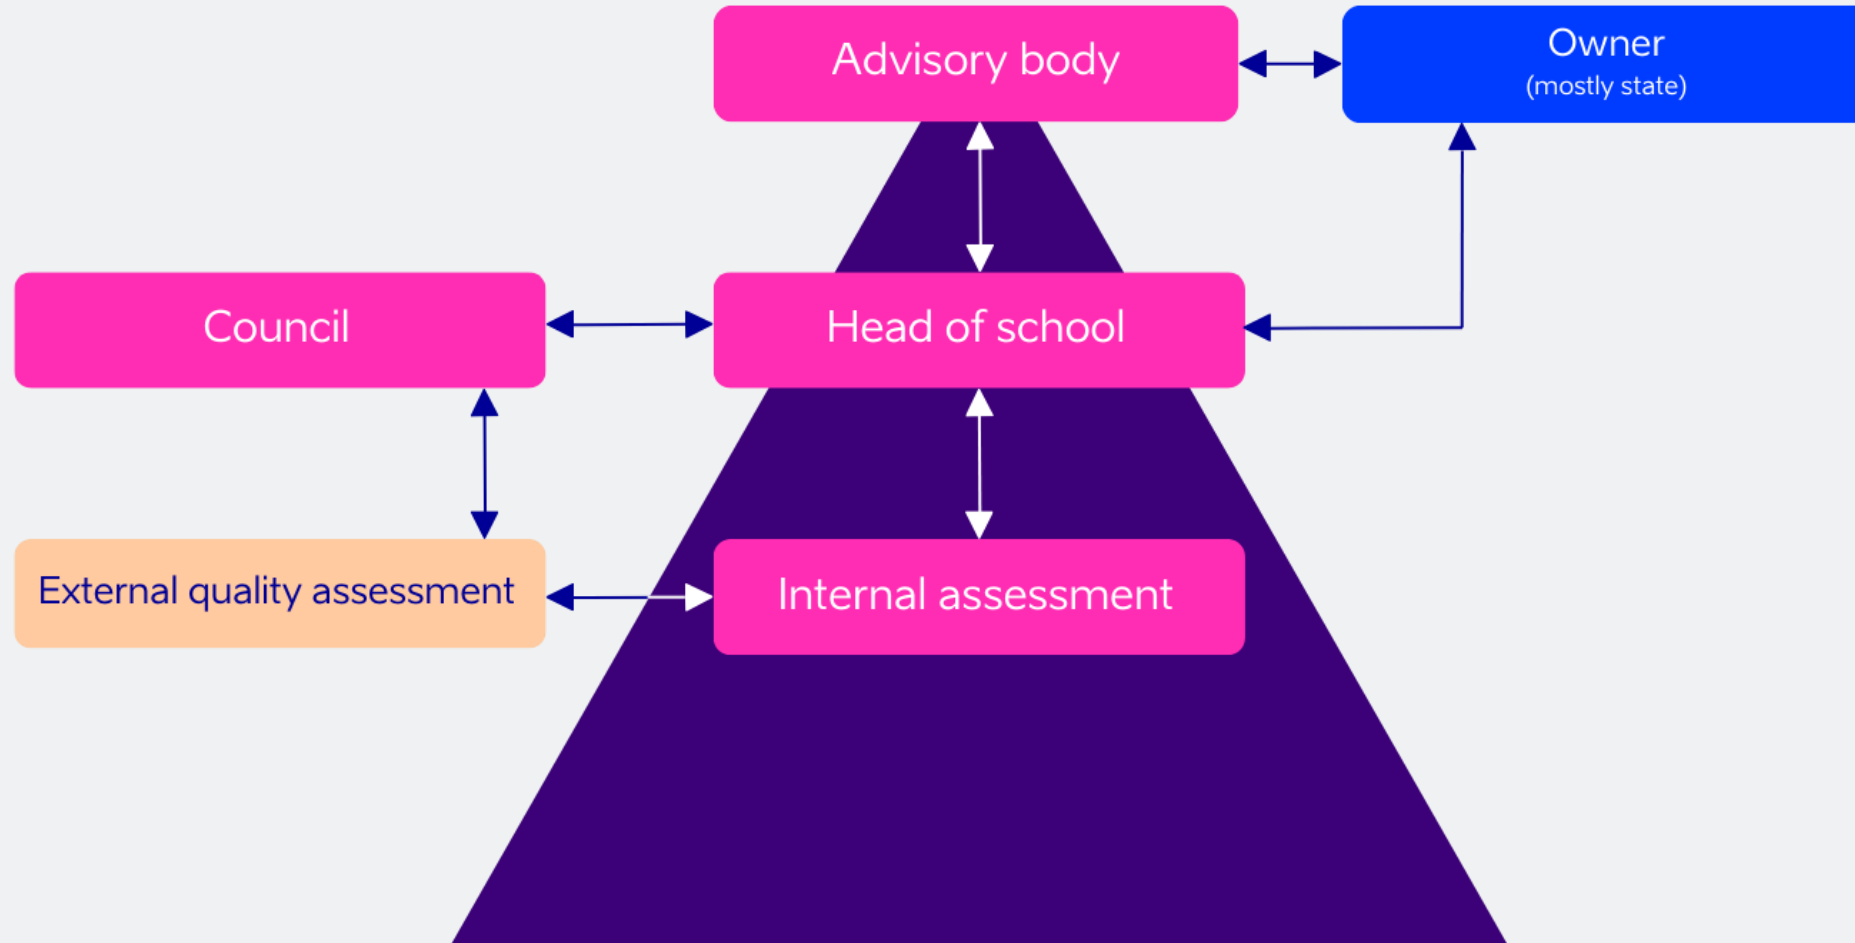 Advisory body
Owner
(mostly state)
Council
Head of school
External quality assessment
Internal assessment